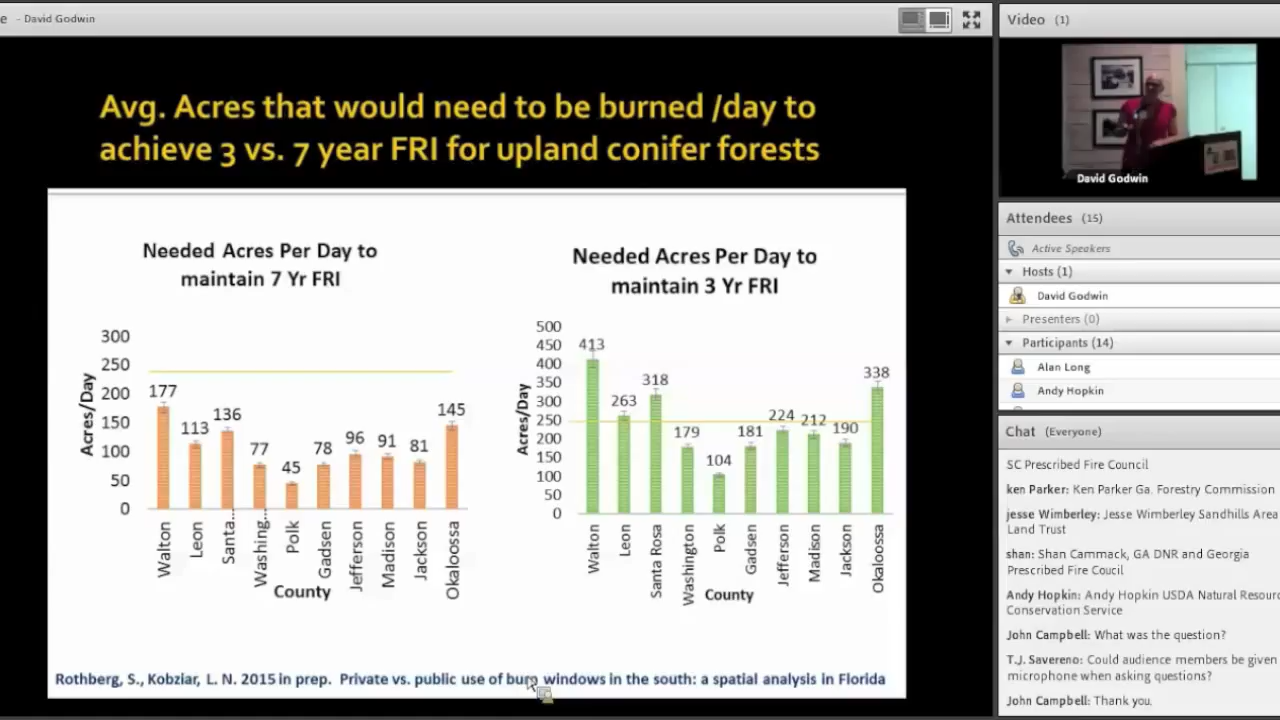 e - David Godwin
Avg. Acres that would need to be burned /day to
achieve 3 vs. 7 year FRI for upland conifer forests
Needed Acres Per Day to
maintain 7 Yr FRI
300
250
200
150
100
50
0
Acres/Day
177
113
136
77
45
78
96
91
81
145
Walton
Leon
Santa...
Washing...
Polk
Gadsen
Jefferson
Madison
Jackson
Okaloossa
County
Needed Acres Per Day to
maintain 3 Yr FRI
500
450
400
350
300
250
200
150
100
50
0
Acres/Day
413
263
318
179
104
181
224
212
190
338
Walton
Leon
Santa Rosa
Washington
Polk
Gadsen
Jefferson
Madison
Jackson
Okaloossa
County
Rothberg, S., Kobziar, L. N. 2015 in prep. Private vs. public use of burn windows in the south: a spatial analysis in Florida
Video (1)
David Godwin
Attendees (15)
Active Speakers
Hosts (1)
David Godwin
Presenters (0)
Participants (14)
Alan Long
Andy Hopkin
Chat (Everyone)
SC Prescribed Fire Council
ken Parker: Ken Parker Ga. Forestry Commission
jesse Wimberley: Jesse Wimberley Sandhills Area
Land Trust
shan: Shan Cammack, GA DNR and Georgia
Prescribed Fire Coucil
Andy Hopkin: Andy Hopkin USDA Natural Resourc
Conservation Service
John Campbell: What was the question?
T.J. Savereno: Could audience members be given
microphone when asking questions?
John Campbell: Thank you.